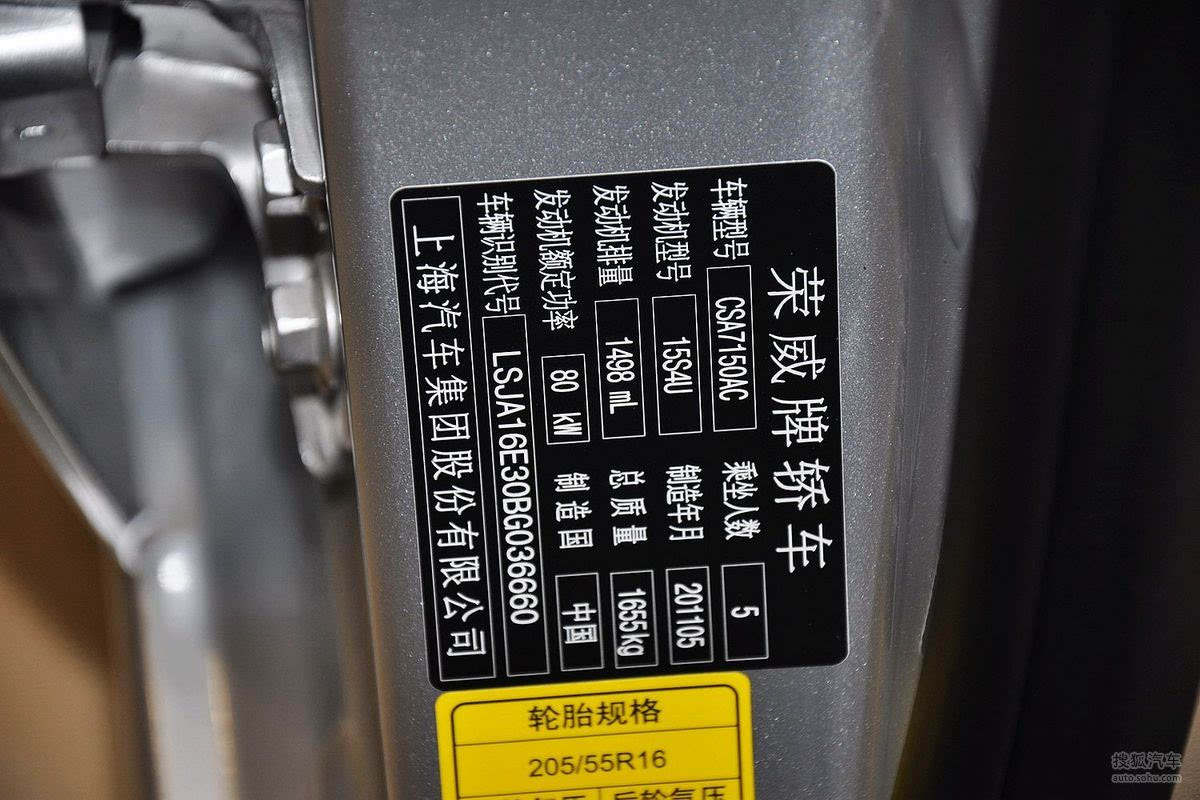 荣威牌轿车
车辆型号 CSA7150AC 乘坐人数 5
发动机型号 15S4U 制造年月 201105
发动机排量 1498 mL 总质量 1655kg
发动机额定功率 80 kW 制造国 中国
车辆识别代号 LSJA16E30BG036660
上海汽车集团股份有限公司
轮胎规格
205/55R16
后轮气压
搜狐汽车
auto.sohu.com